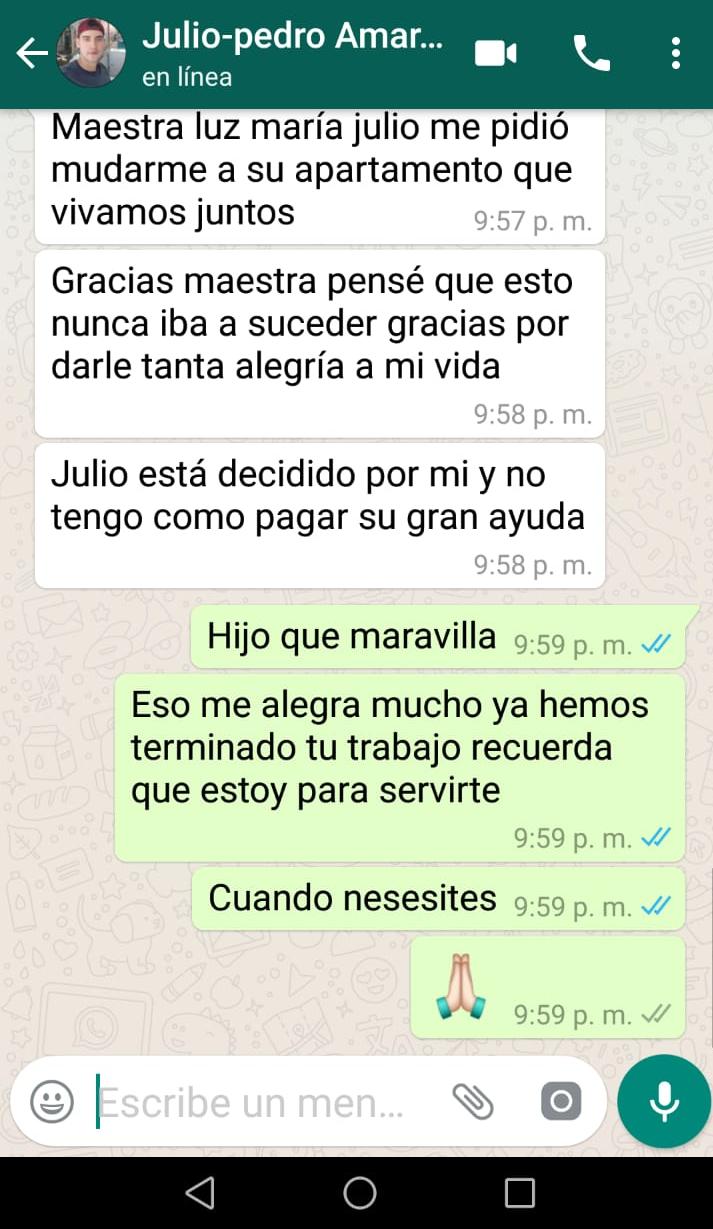 Julio-pedro Amar...
en línea
Maestra luz maría julio me pidió
mudarme a su apartamento que
vivamos juntos
9:57 p. m.
Gracias maestra pensé que esto
nunca iba a suceder gracias por
darle tanta alegría a mi vida
9:58 p. m.
Julio está decidido por mi y no
tengo como pagar su gran ayuda
9:58 p. m.
Hijo que maravilla 9:59 p. m.
Eso me alegra mucho ya hemos
terminado tu trabajo recuerda
que estoy para servirte
9:59 p. m.
Cuando nesesites 9:59 p. m.
🙏 9:59 p. m.
Escribe un men...